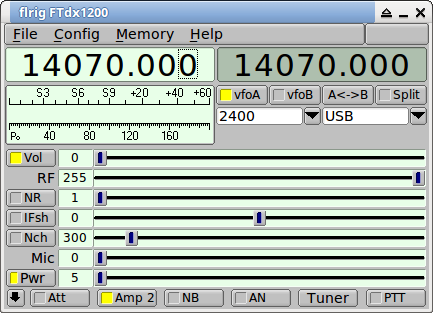 flrig FTdx1200
File Config Memory Help
14070.000 14070.000
S3 S6 S9 +20 +40 +60
Po 40 80 120 160
vfoA vfoB A<->B Split
2400 USB
Vol 0
RF 255
NR 1
IFsh 0
Nch 300
Mic 0
Pwr 5
Att Amp 2 NB AN Tuner PTT